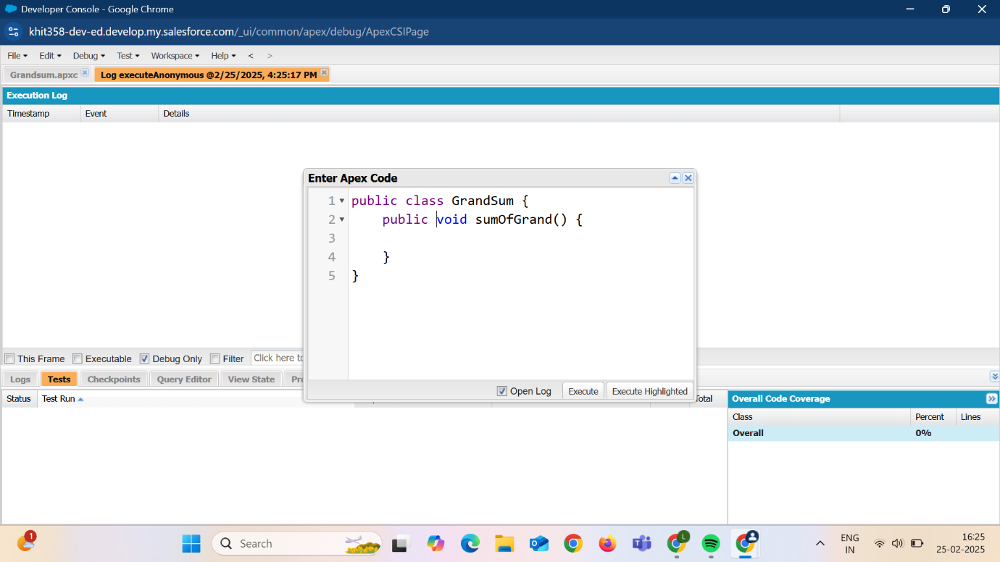 Developer Console - Google Chrome
khit358-dev-ed.develop.my.salesforce.com/_ui/common/apex/debug/ApexCSIPage
File Edit Debug Test Workspace Help < >
Grandsum.apxc Log executeAnonymous @2/25/2025, 4:25:17 PM
Execution Log
Timestamp Event Details
Enter Apex Code
1 public class GrandSum {
2 public void sumOfGrand() {
3
4 }
5 }
This Frame Executable Debug Only Filter Click here to
Open Log Execute Execute Highlighted
Logs Tests Checkpoints Query Editor View State
Status Test Run Total Overall Code Coverage
Class Percent Lines
Overall 0%
1 Search L ENG 16:25
IN 25-02-2025